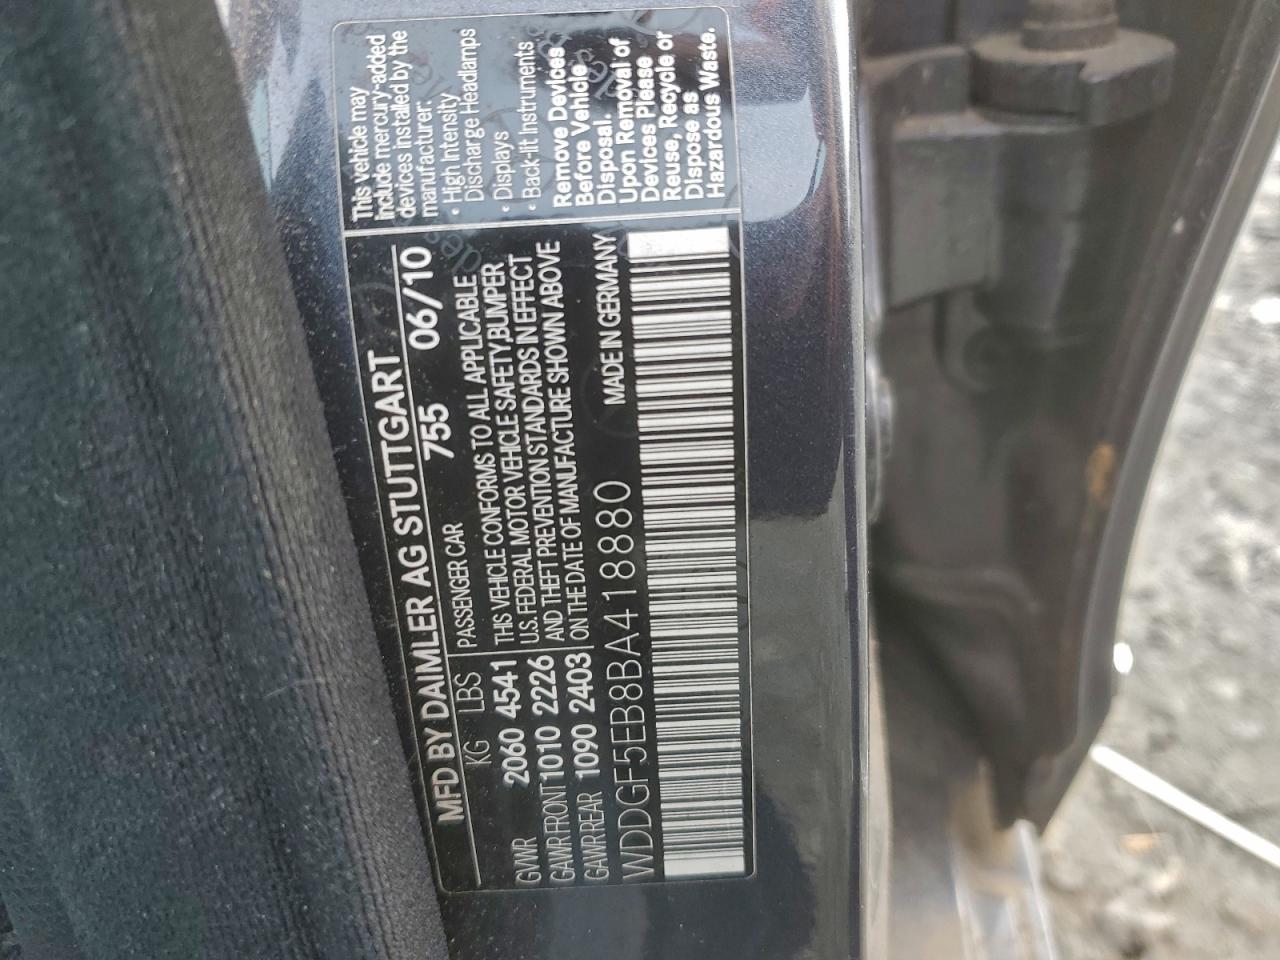 MFD BY DAIMLER AG STUTTGART
755 06/10
KG LBS PASSENGER CAR
GVWR 2060 4541
GAWR FRONT 1010 2226
GAWR REAR 1090 2403
THIS VEHICLE CONFORMS TO ALL APPLICABLE
U.S. FEDERAL MOTOR VEHICLE SAFETY,BUMPER
AND THEFT PREVENTION STANDARDS IN EFFECT
ON THE DATE OF MANUFACTURE SHOWN ABOVE
MADE IN GERMANY
WDDGF5EB8BA418880
This vehicle may
include mercury-added
devices installed by the
manufacturer:
• High Intensity
Discharge Headlamps
• Displays
• Back-lit Instruments
Remove Devices
Before Vehicle
Disposal.
Upon Removal of
Devices Please
Reuse, Recycle or
Dispose as
Hazardous Waste.